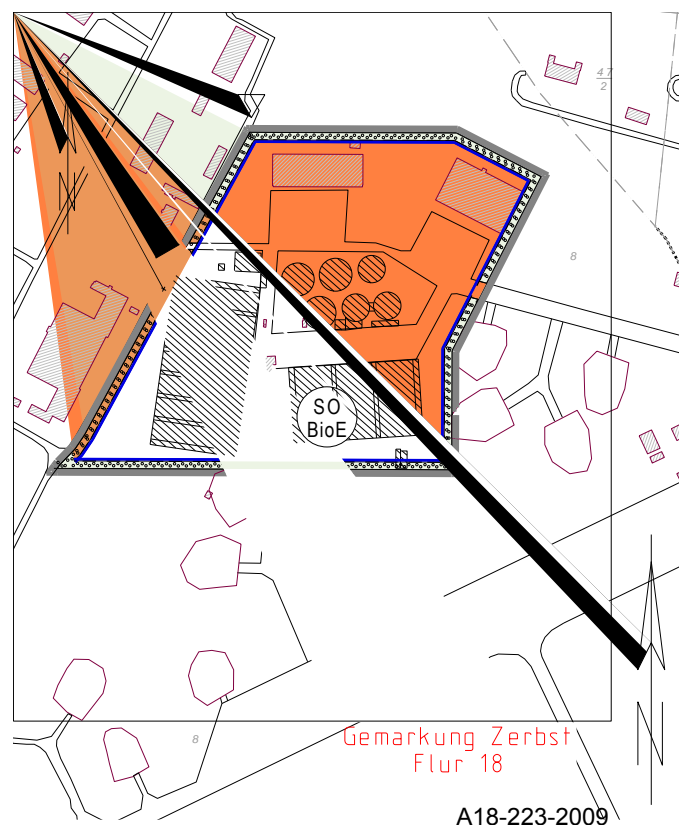 47
2
8
SO
BioE
8
Gemarkung Zerbst
Flur 18
A18-223-2009
N
N